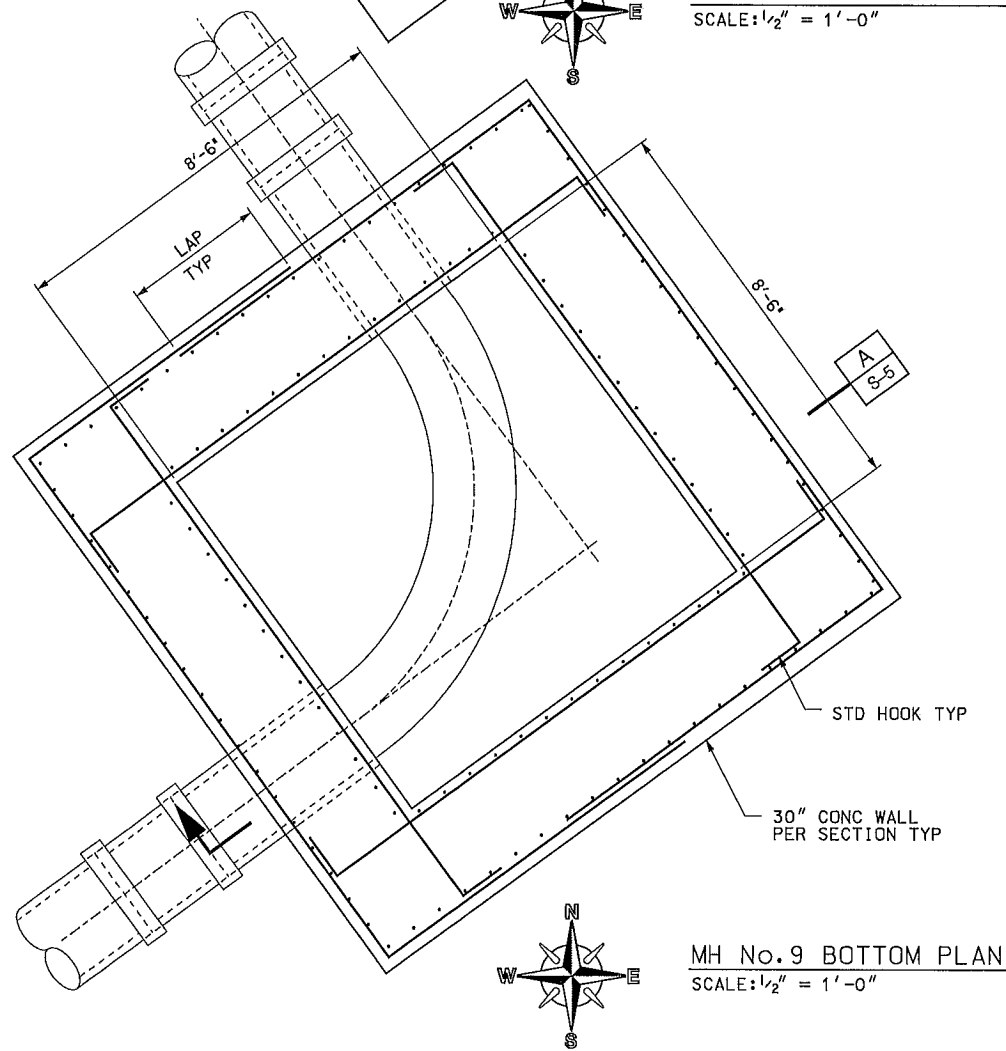 W
E
S
SCALE:1/2" = 1'-0"
8'-6"
LAP
TYP
8'-6"
A
S-5
STD HOOK TYP
30" CONC WALL
PER SECTION TYP
N
W
E
S
MH No.9 BOTTOM PLAN
SCALE:1/2" = 1'-0"